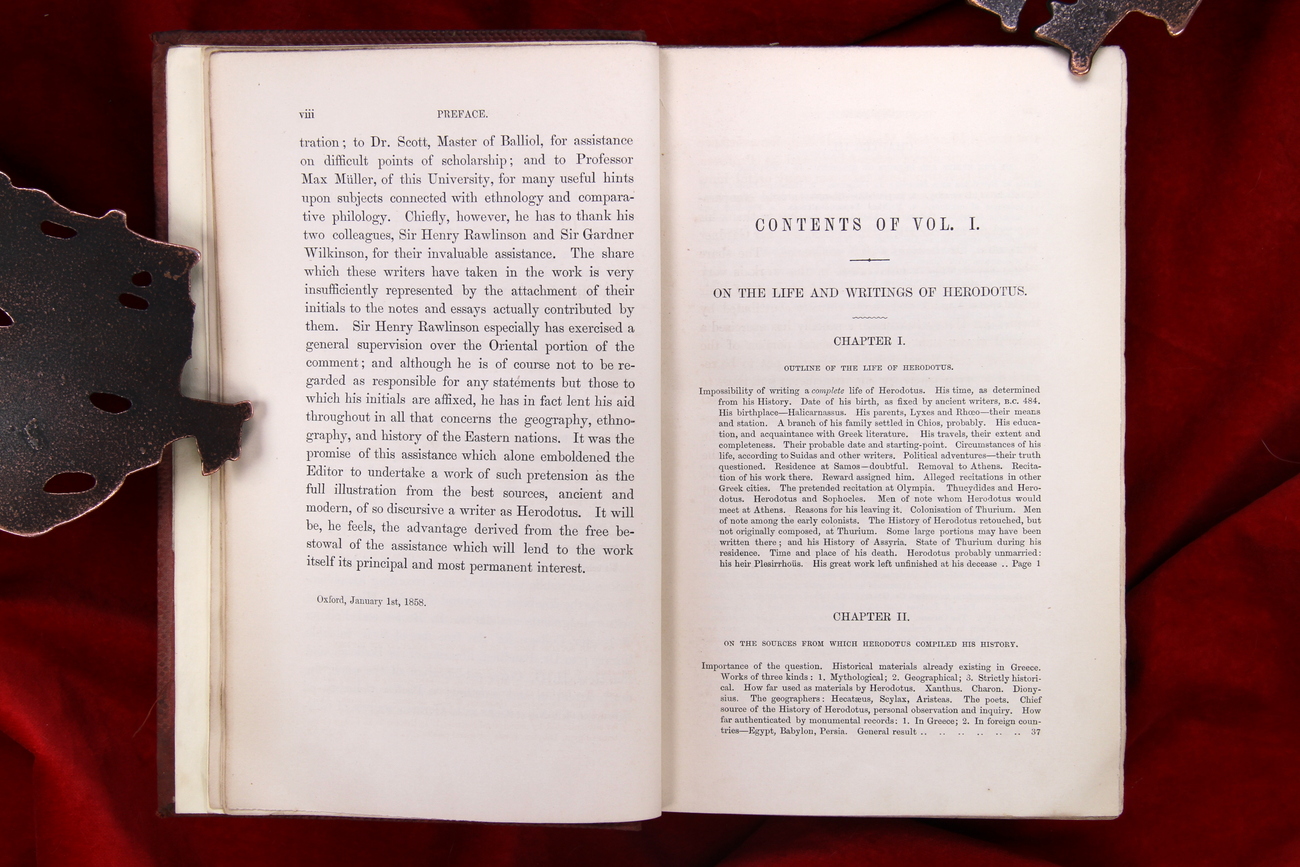 viii PREFACE.
tration; to Dr. Scott, Master of Balliol, for assistance
on difficult points of scholarship; and to Professor
Max Müller, of this University, for many useful hints
upon subjects connected with ethnology and compara-
tive philology. Chiefly, however, he has to thank his
two colleagues, Sir Henry Rawlinson and Sir Gardner
Wilkinson, for their invaluable assistance. The share
which these writers have taken in the work is very
insufficiently represented by the attachment of their
initials to the notes and essays actually contributed by
them. Sir Henry Rawlinson especially has exercised a
general supervision over the Oriental portion of the
comment; and although he is of course not to be re-
garded as responsible for any statements but those to
which his initials are affixed, he has in fact lent his aid
throughout in all that concerns the geography, ethno-
graphy, and history of the Eastern nations. It was the
promise of this assistance which alone emboldened the
Editor to undertake a work of such pretension as the
full illustration from the best sources, ancient and
modern, of so discursive a writer as Herodotus. It will
be, he feels, the advantage derived from the free be-
stowal of the assistance which will lend to the work
itself its principal and most permanent interest.
Oxford, January 1st, 1858.
CONTENTS OF VOL. I.
ON THE LIFE AND WRITINGS OF HERODOTUS.
CHAPTER I.
OUTLINE OF THE LIFE OF HERODOTUS.
Impossibility of writing a complete life of Herodotus. His time, as determined
from his History. Date of his birth, as fixed by ancient writers, B.C. 484.
His birthplace—Halicarnassus. His parents, Lyxes and Rhœo—their means
and station. A branch of his family settled in Chios, probably. His educa-
tion, and acquaintance with Greek literature. His travels, their extent and
completeness. Their probable date and starting-point. Circumstances of his
life, according to Suidas and other writers. Political adventures—their truth
questioned. Residence at Samos—doubtful. Removal to Athens. Recita-
tion of his work there. Reward assigned him. Alleged recitations in other
Greek cities. The pretended recitation at Olympia. Thucydides and Hero-
dotus. Herodotus and Sophocles. Men of note whom Herodotus would
meet at Athens. Reasons for his leaving it. Colonisation of Thurium. Men
of note among the early colonists. The History of Herodotus retouched, but
not originally composed, at Thurium. Some large portions may have been
written there; and his History of Assyria. State of Thurium during his
residence. Time and place of his death. Herodotus probably unmarried:
his heir Plesirrhoüs. His great work left unfinished at his decease .. Page 1
CHAPTER II.
ON THE SOURCES FROM WHICH HERODOTUS COMPILED HIS HISTORY.
Importance of the question. Historical materials already existing in Greece.
Works of three kinds: 1. Mythological; 2. Geographical; 3. Strictly histori-
cal. How far used as materials by Herodotus. Xanthus. Charon. Diony-
sius. The geographers: Hecatæus, Scylax, Aristeas. The poets. Chief
source of the History of Herodotus, personal observation and inquiry. How
far authenticated by monumental records: 1. In Greece; 2. In foreign coun-
tries—Egypt, Babylon, Persia. General result .. .. .. .. .. .. 37